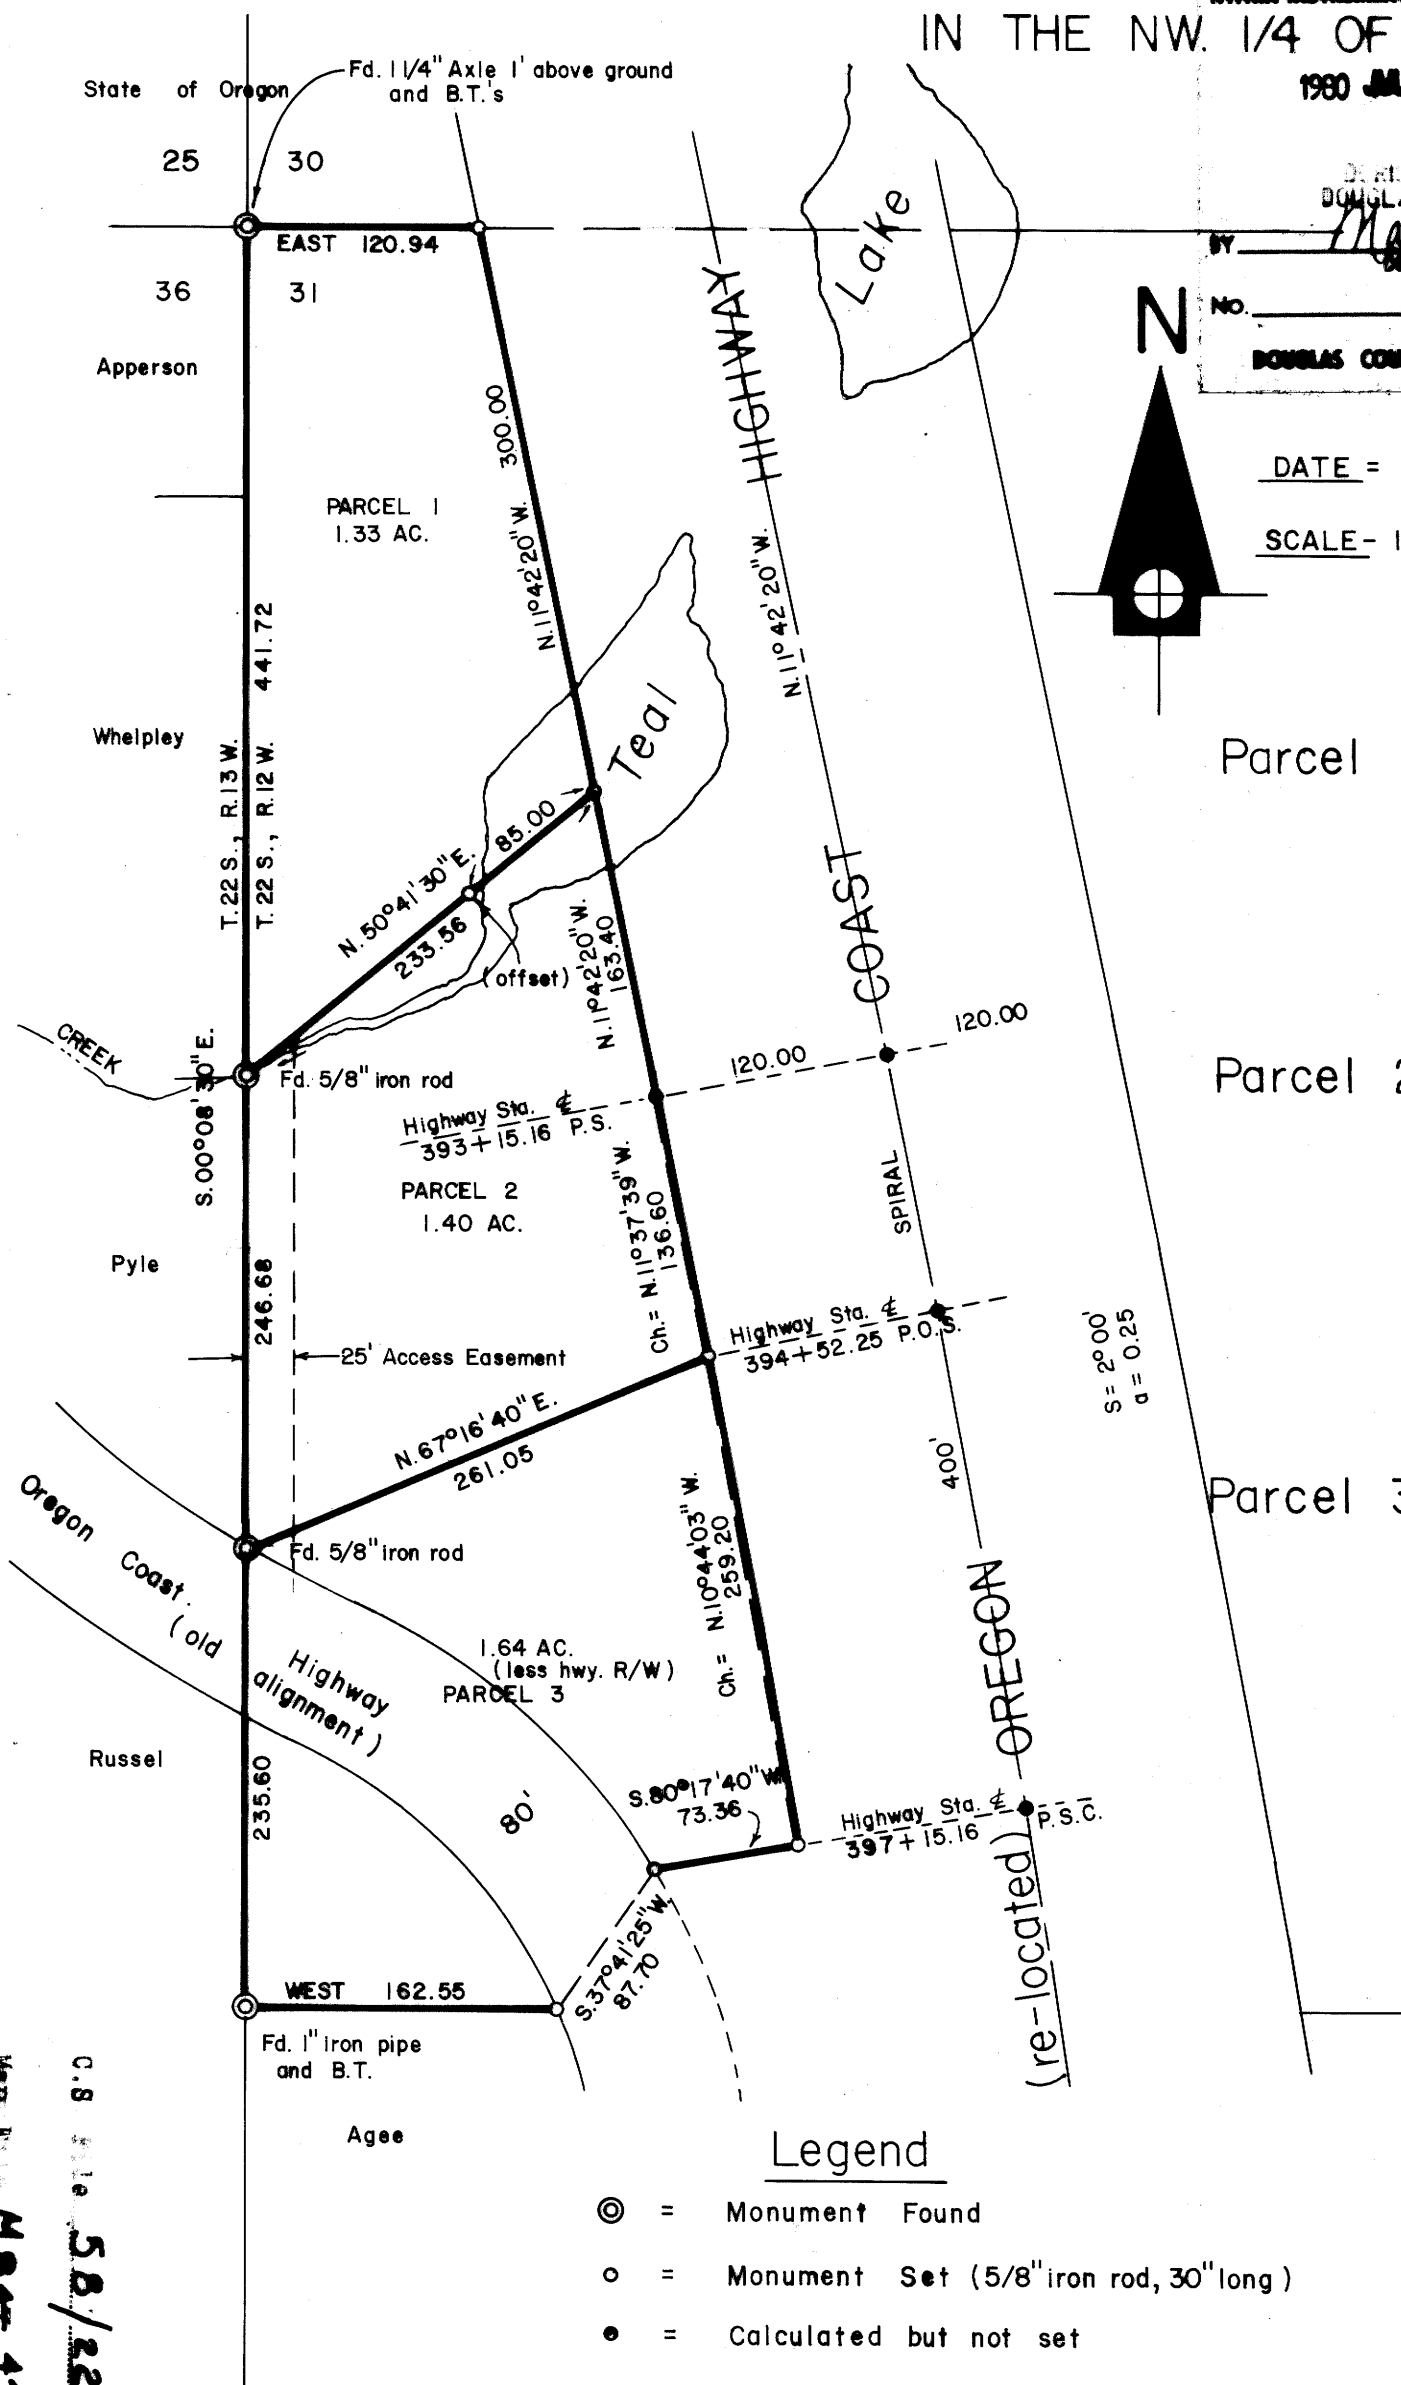 IN THE NW. 1/4 OF
1980
State of Oregon
Fd. 1 1/4" Axle 1' above ground
and B.T.'s
25 30
EAST 120.94
36 31
Apperson
Lake
BY
N
No.
DOUGLAS COU
HIGHWAY
300.00
N.11°42'20"W.
PARCEL 1
1.33 AC.
DATE =
SCALE- 1
N.11°42'20"W.
441.72
Whelpley
T.22 S., R.13 W.
T.22 S., R.12 W.
Teal
Parcel
85.00
N.50°41'30"E.
233.56
(offset)
N.11°42'20"W.
163.40
COAST
CREEK
S.00°08'30"E.
Fd. 5/8" iron rod
120.00
120.00
Highway Sta. ℄
393+15.16 P.S.
Parcel 2
PARCEL 2
1.40 AC.
Ch.= N.11°37'39"W.
136.60
SPIRAL
Pyle
246.68
25' Access Easement
Highway Sta. ℄
394+52.25 P.O.S.
S= 2°00'
a = 0.25
N.67°16'40"E.
261.05
400'
Parcel 3
Oregon Coast Highway
(old alignment)
Fd. 5/8" iron rod
Ch.= N.10°44'03"W.
259.20
OREGON
1.64 AC.
(less hwy. R/W)
PARCEL 3
Russel
235.60
80'
S.80°17'40"W.
73.36
Highway Sta. ℄
397+15.16
P.S.C.
S.37°41'25"W.
87.70
(re-located)
WEST 162.55
Fd. 1" iron pipe
and B.T.
Agee
C.S
58/22
Legend
= Monument Found
= Monument Set (5/8" iron rod, 30" long)
= Calculated but not set